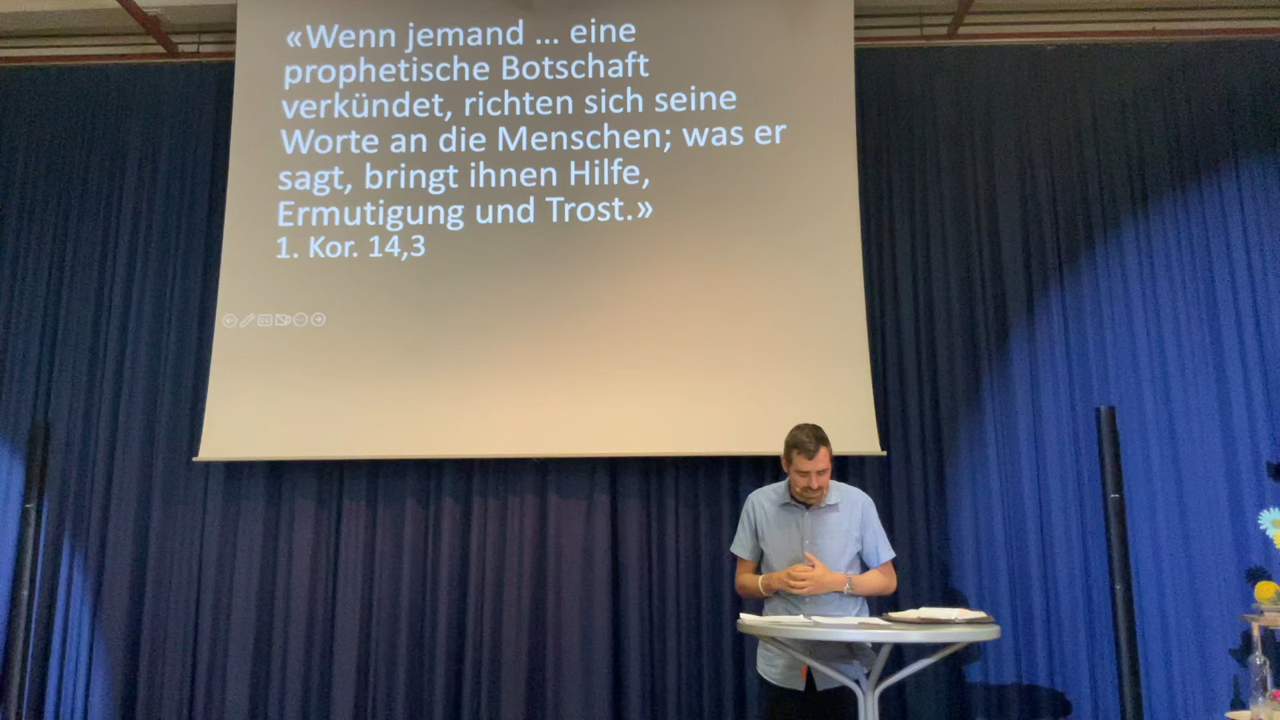 «Wenn jemand ... eine
prophetische Botschaft
verkündet, richten sich seine
Worte an die Menschen; was er
sagt, bringt ihnen Hilfe,
Ermutigung und Trost.»
1. Kor. 14,3